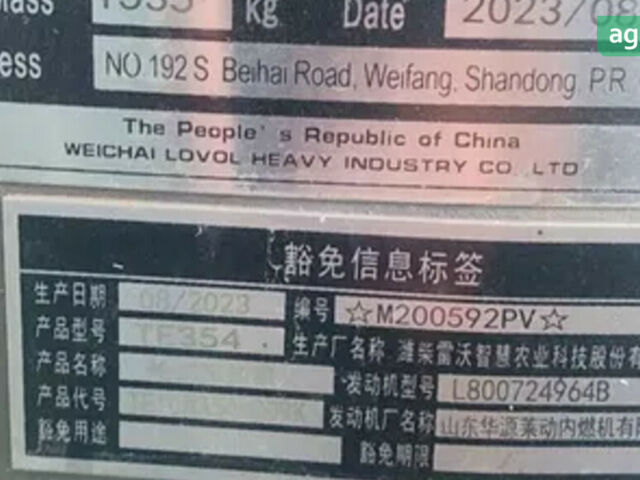 1535 Kg Date 2023/08
ag
ess NO 192 S Beihai Road, Weifang, Shandong, P.R
The People's Republic of China
WEICHAI LOVOL HEAVY INDUSTRY CO LTD
豁免信息标签
生产日期 08/2023 编号 ☆M200592PV☆
产品型号 TE354 生产厂名称 潍柴雷沃智慧农业科技股份有
产品名称 发动机型号 L800724964B
产品代号 发动机厂名称 山东华源莱动内燃机有限
豁免用途 豁免期限